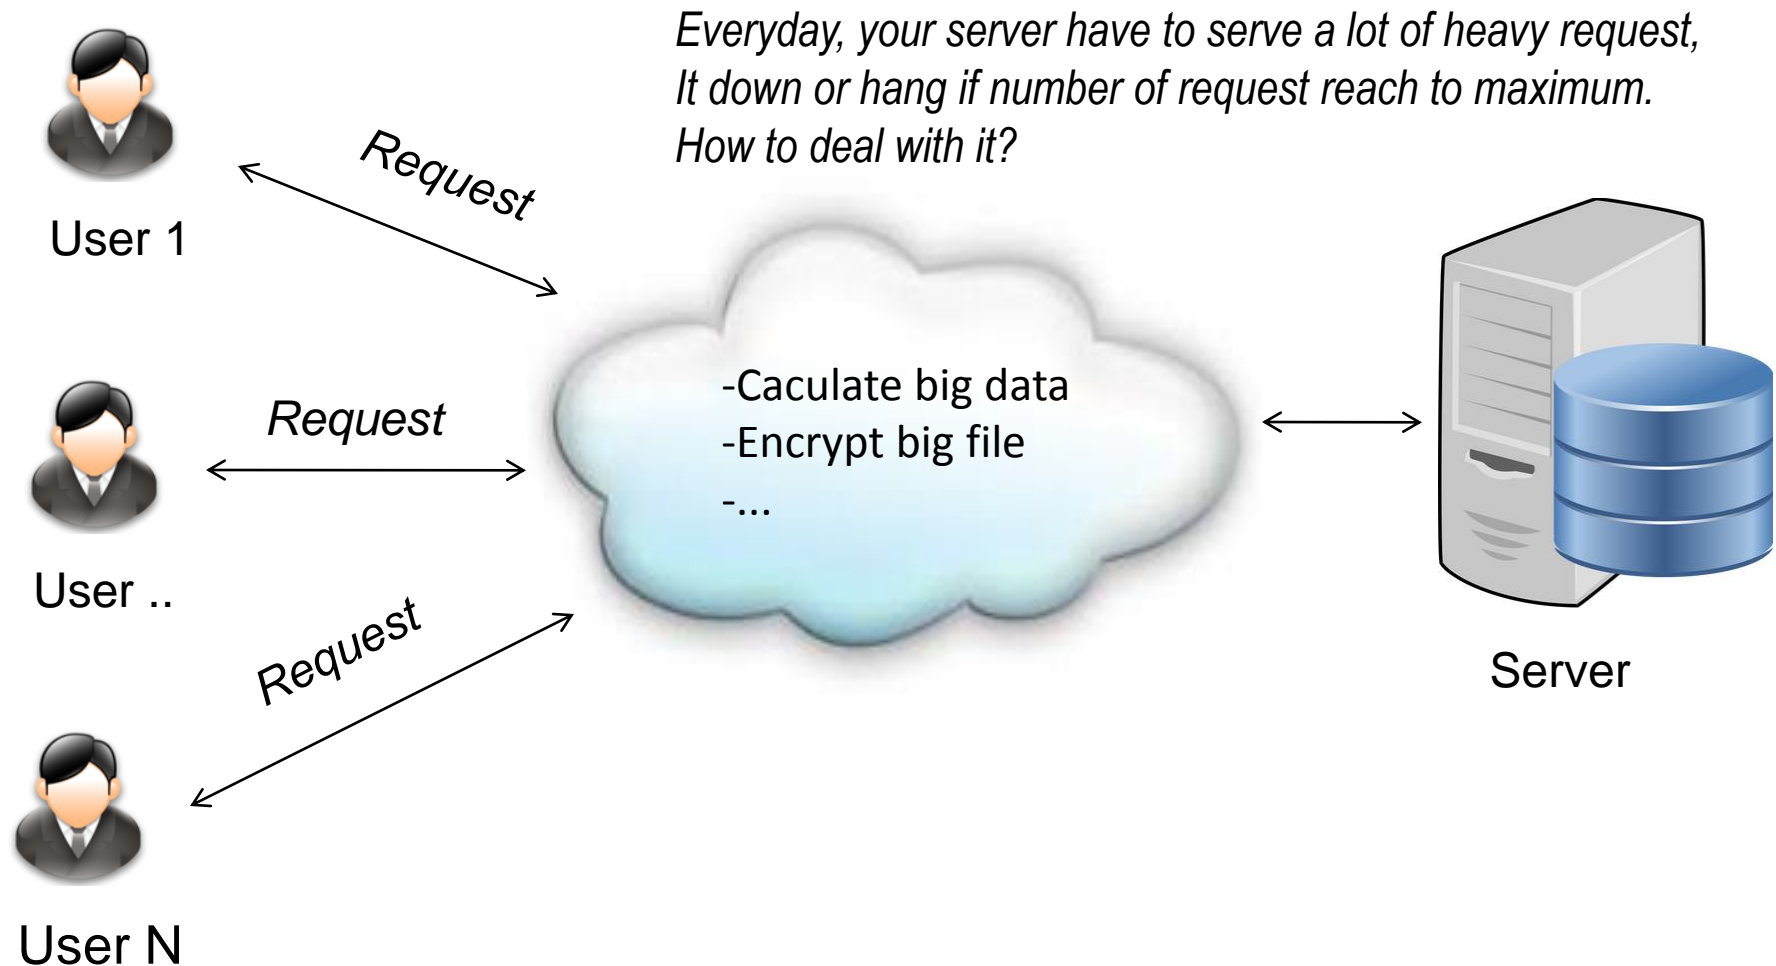 Everyday, your server have to serve a lot of heavy request,
It down or hang if number of request reach to maximum.
How to deal with it?
Request
User 1
-Caculate big data
-Encrypt big file
-...
Request
User ..
Request
Server
User N